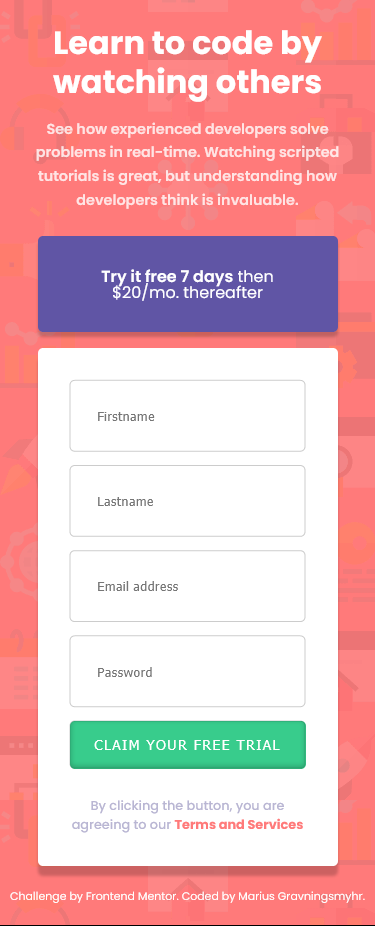 Learn to code by
watching others
See how experienced developers solve
problems in real-time. Watching scripted
tutorials is great, but understanding how
developers think is invaluable.
Try it free 7 days then
$20/mo. thereafter
Firstname
Lastname
Email address
Password
CLAIM YOUR FREE TRIAL
By clicking the button, you are
agreeing to our Terms and Services
Challenge by Frontend Mentor. Coded by Marius Gravningsmyhr.